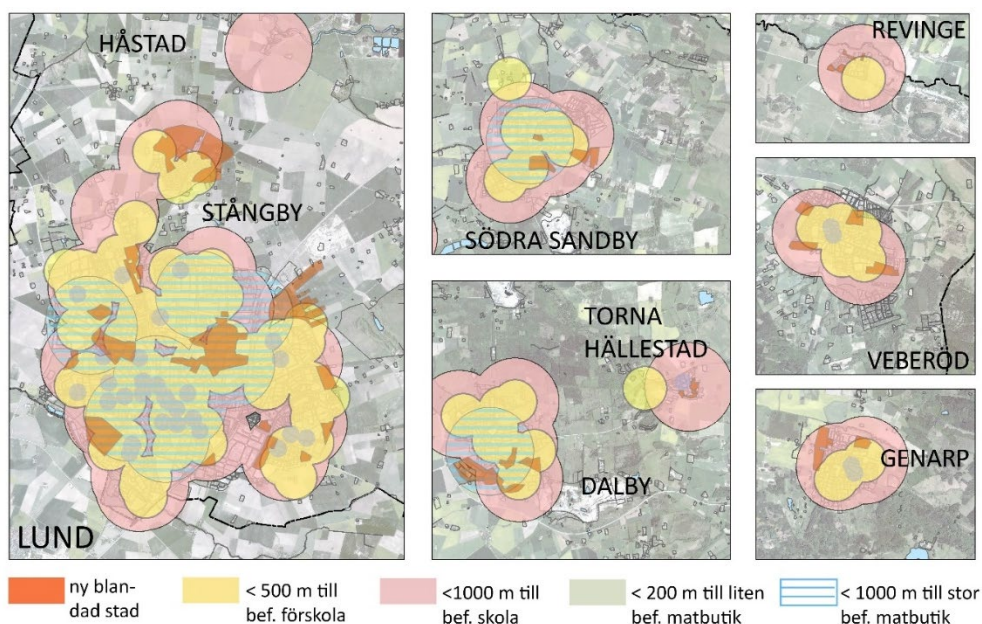 HÅSTAD
STÅNGBY
LUND
SÖDRA SANDBY
TORNA
HÄLLESTAD
DALBY
REVINGE
VEBERÖD
GENARP
ny blan-
dad stad
< 500 m till
bef. förskola
<1000 m till
bef. skola
< 200 m till liten
bef. matbutik
< 1000 m till stor
bef. matbutik